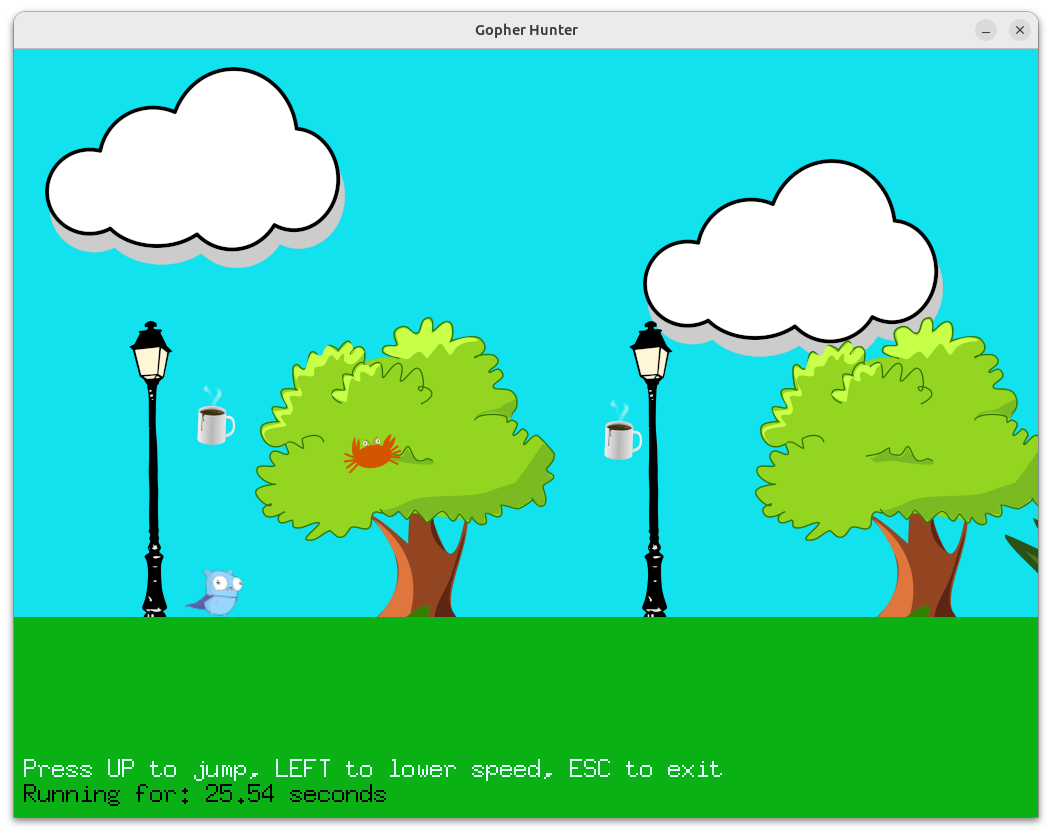 Gopher Hunter
Press UP to jump, LEFT to lower speed, ESC to exit
Running for: 25.54 seconds